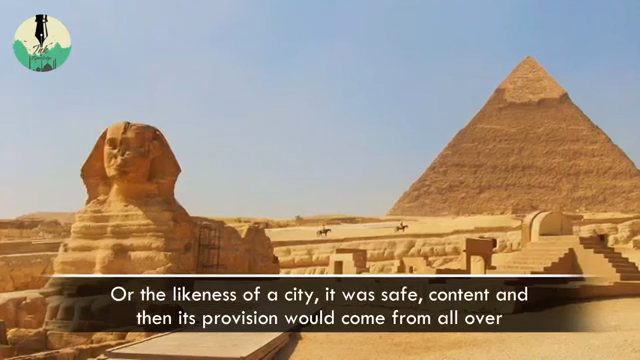 Or the likeness of a city, it was safe, content and
then its provision would come from all over